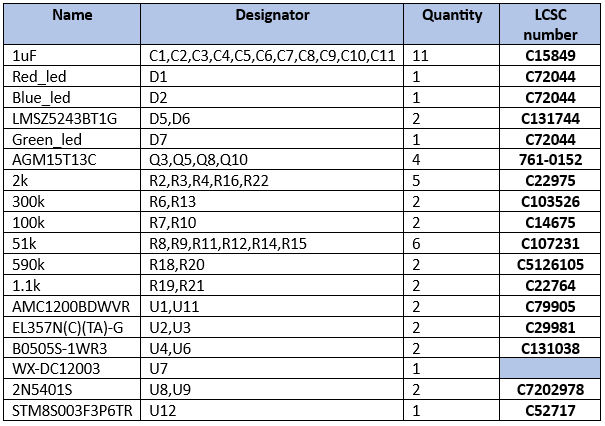 Name Designator Quantity LCSC number
1uF C1,C2,C3,C4,C5,C6,C7,C8,C9,C10,C11 11 C15849
Red_led D1 1 C72044
Blue_led D2 1 C72044
LMSZ5243BT1G D5,D6 2 C131744
Green_led D7 1 C72044
AGM15T13C Q3,Q5,Q8,Q10 4 761-0152
2k R2,R3,R4,R16,R22 5 C22975
300k R6,R13 2 C103526
100k R7,R10 2 C14675
51k R8,R9,R11,R12,R14,R15 6 C107231
590k R18,R20 2 C5126105
1.1k R19,R21 2 C22764
AMC1200BDWVR U1,U11 2 C79905
EL357N(C)(TA)-G U2,U3 2 C29981
B0505S-1WR3 U4,U6 2 C131038
WX-DC12003 U7 1
2N5401S U8,U9 2 C7202978
STM8S003F3P6TR U12 1 C52717